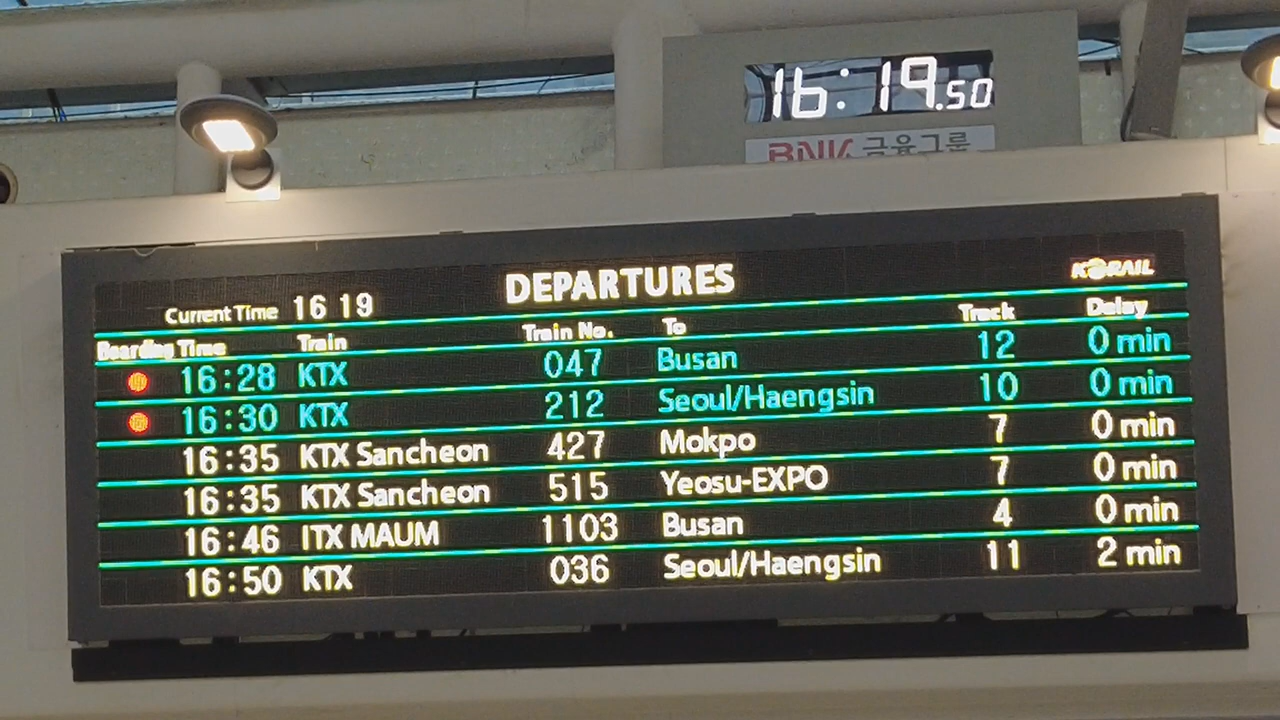 16:19.50
BNK 금융그룹
DEPARTURES
KORAIL
Current Time 16 19
Boarding Time Train Train No. To Track Delay
16:28 KTX 047 Busan 12 0 min
16:30 KTX 212 Seoul/Haengsin 10 0 min
16:35 KTX Sancheon 427 Mokpo 7 0 min
16:35 KTX Sancheon 515 Yeosu-EXPO 7 0 min
16:46 ITX MAUM 1103 Busan 4 0 min
16:50 KTX 036 Seoul/Haengsin 11 2 min